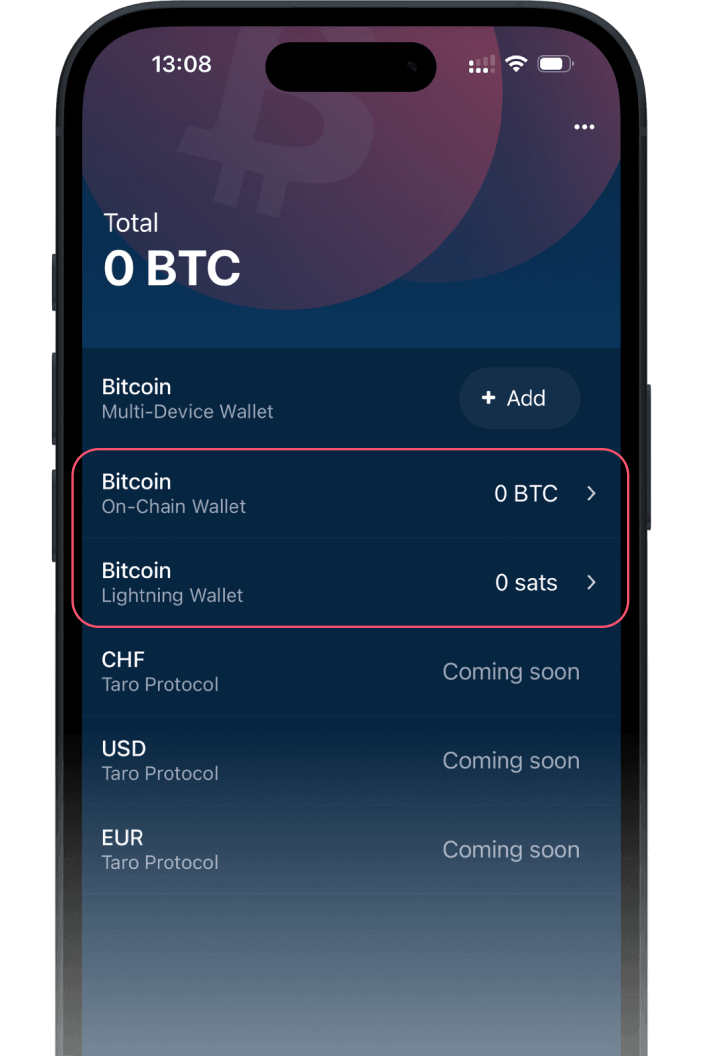 13:08
Total
0 BTC
Bitcoin
Multi-Device Wallet
+ Add
Bitcoin
On-Chain Wallet
0 BTC
Bitcoin
Lightning Wallet
0 sats
CHF
Taro Protocol
Coming soon
USD
Taro Protocol
Coming soon
EUR
Taro Protocol
Coming soon